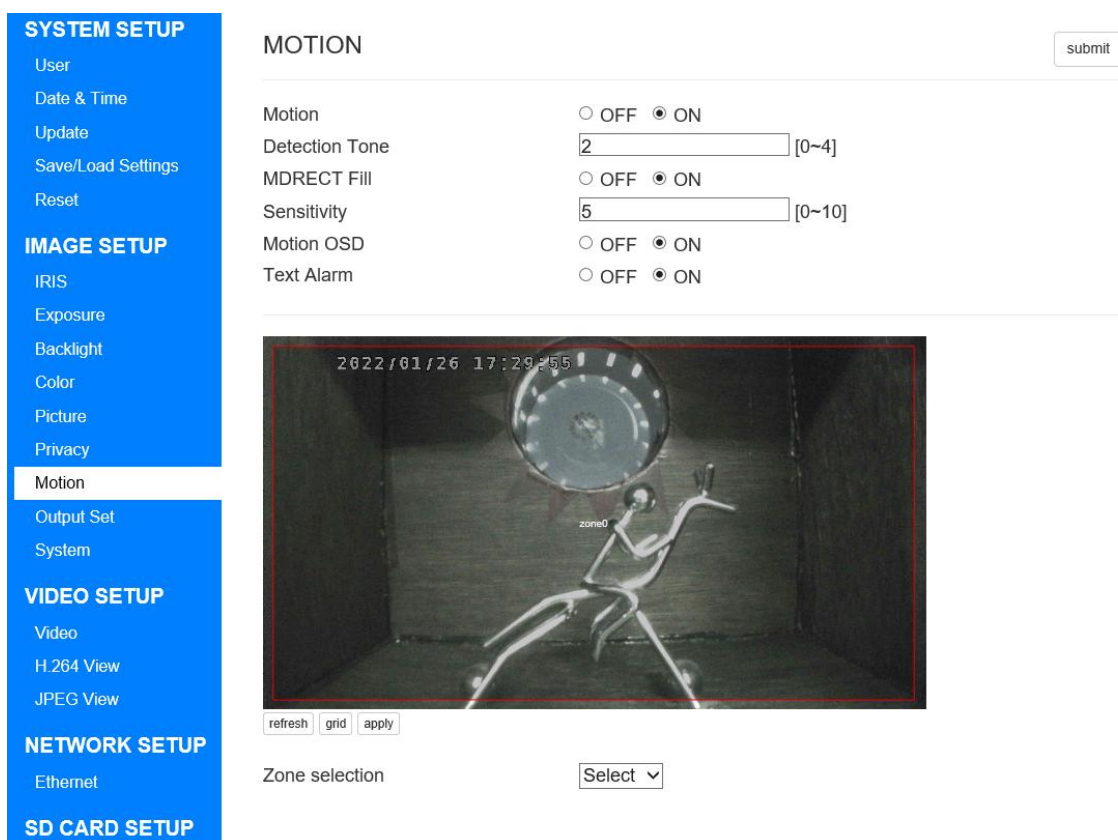 SYSTEM SETUP
User
Date & Time
Update
Save/Load Settings
Reset
IMAGE SETUP
IRIS
Exposure
Backlight
Color
Picture
Privacy
Motion
Output Set
System
VIDEO SETUP
Video
H.264 View
JPEG View
NETWORK SETUP
Ethernet
SD CARD SETUP
MOTION
submit
Motion OFF ON
Detection Tone 2 [0~4]
MDRECT Fill OFF ON
Sensitivity 5 [0~10]
Motion OSD OFF ON
Text Alarm OFF ON
2022/01/26 17:29:55
zone0
refresh grid apply
Zone selection Select